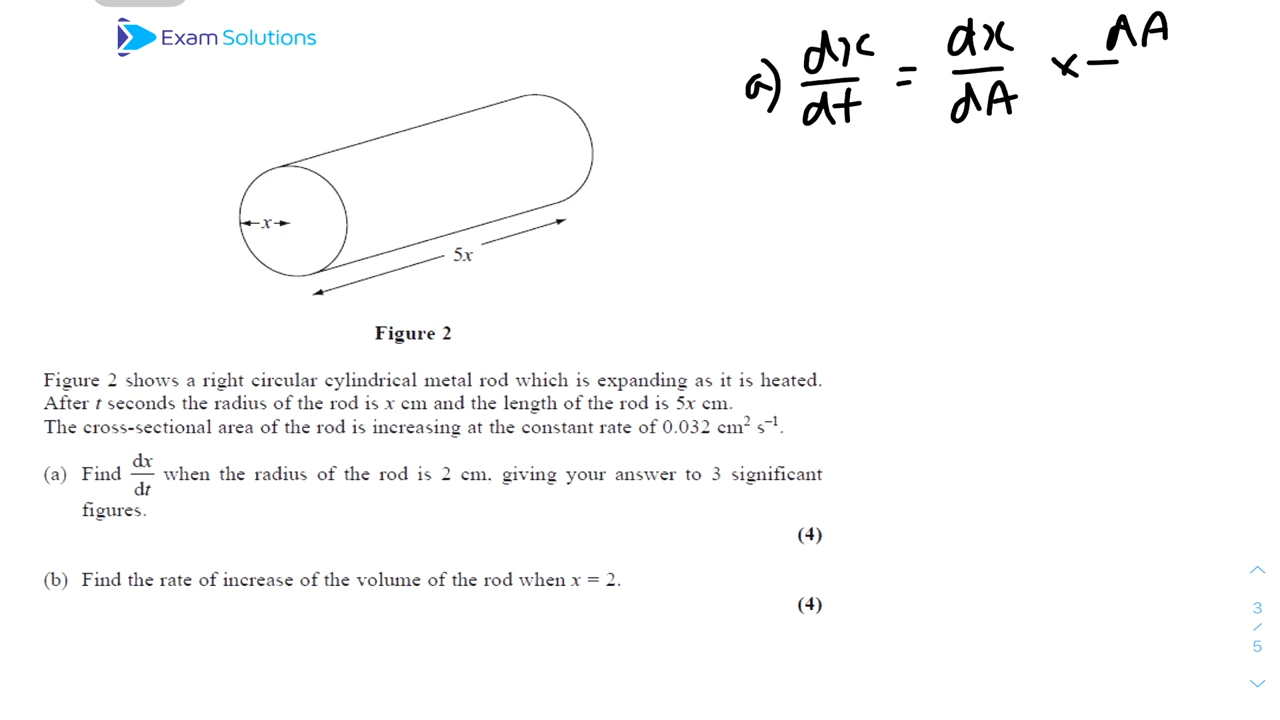 Exam Solutions
a) dx/dt = dx/dA × dA
x
5x
Figure 2
Figure 2 shows a right circular cylindrical metal rod which is expanding as it is heated.
After t seconds the radius of the rod is x cm and the length of the rod is 5x cm.
The cross-sectional area of the rod is increasing at the constant rate of 0.032 cm² s⁻¹.
(a) Find dx/dt when the radius of the rod is 2 cm, giving your answer to 3 significant
figures.
(4)
(b) Find the rate of increase of the volume of the rod when x = 2.
(4)
3
/
5